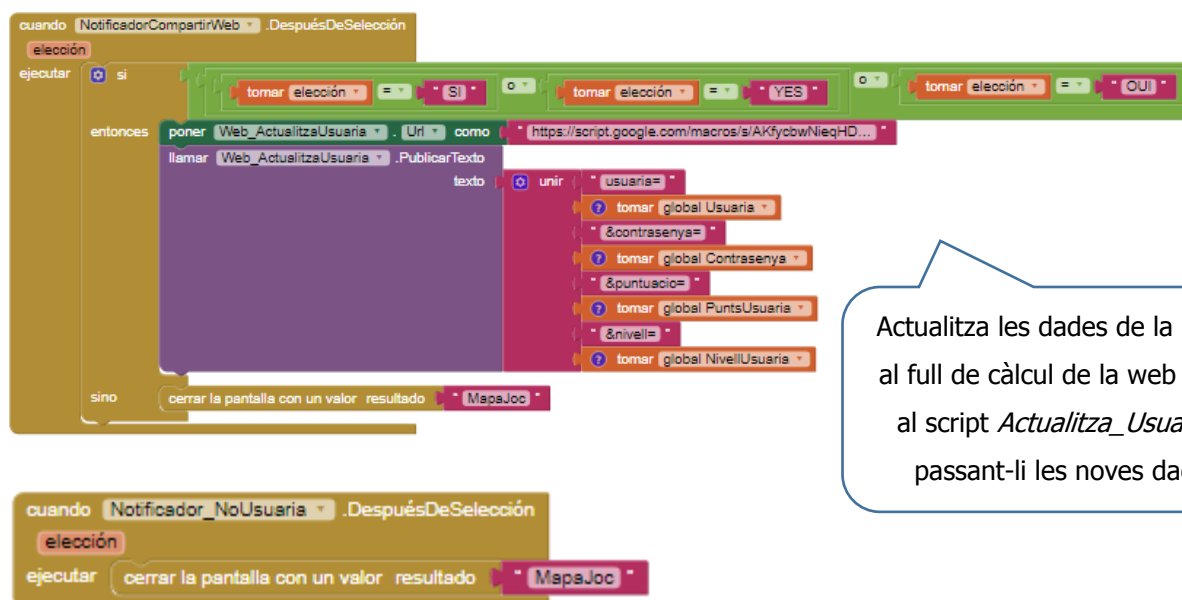 cuando NotificadorCompartirWeb .DespuésDeSelección
elección
ejecutar si tomar elección = " SI " o tomar elección = " YES " o tomar elección = " OUI "
entonces poner Web_ActualitzaUsuaria . Url como " https://script.google.com/macros/s/AKfycbwNieqHD... "
llamar Web_ActualitzaUsuaria .PublicarTexto
texto unir " usuaria= "
tomar global Usuaria
" &contrasenya= "
tomar global Contrasenya
" &puntuacio= "
tomar global PuntsUsuaria
" &nivell= "
tomar global NivellUsuaria
sino cerrar la pantalla con un valor resultado " MapaJoc "
Actualitza les dades de la
al full de càlcul de la web
al script Actualitza_Usua
passant-li les noves da
cuando Notificador_NoUsuaria .DespuésDeSelección
elección
ejecutar cerrar la pantalla con un valor resultado " MapaJoc "